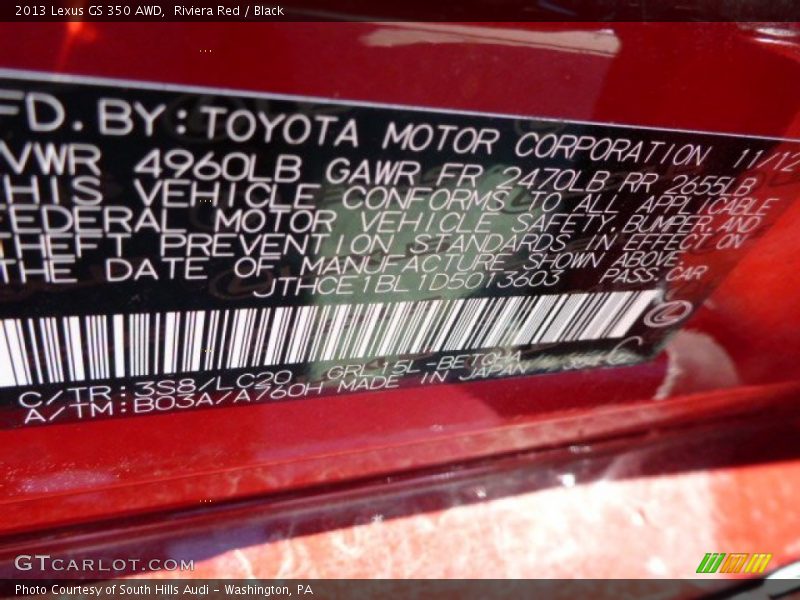 2013 Lexus GS 350 AWD, Riviera Red / Black
FD. BY: TOYOTA MOTOR CORPORATION 11/12
VWR 4960LB GAWR FR 2470LB RR 2655LB
HIS VEHICLE CONFORMS TO ALL APPLICABLE
FEDERAL MOTOR VEHICLE SAFETY, BUMPER, AND
THEFT PREVENTION STANDARDS IN EFFECT ON
THE DATE OF MANUFACTURE SHOWN ABOVE.
JTHCE1BL1D5013603 PASS. CAR
C/TR: 3S8/LC20 GRL15L-BETQHA
A/TM: B03A/A760H MADE IN JAPAN
GTCARLOT.COM
Photo Courtesy of South Hills Audi - Washington, PA